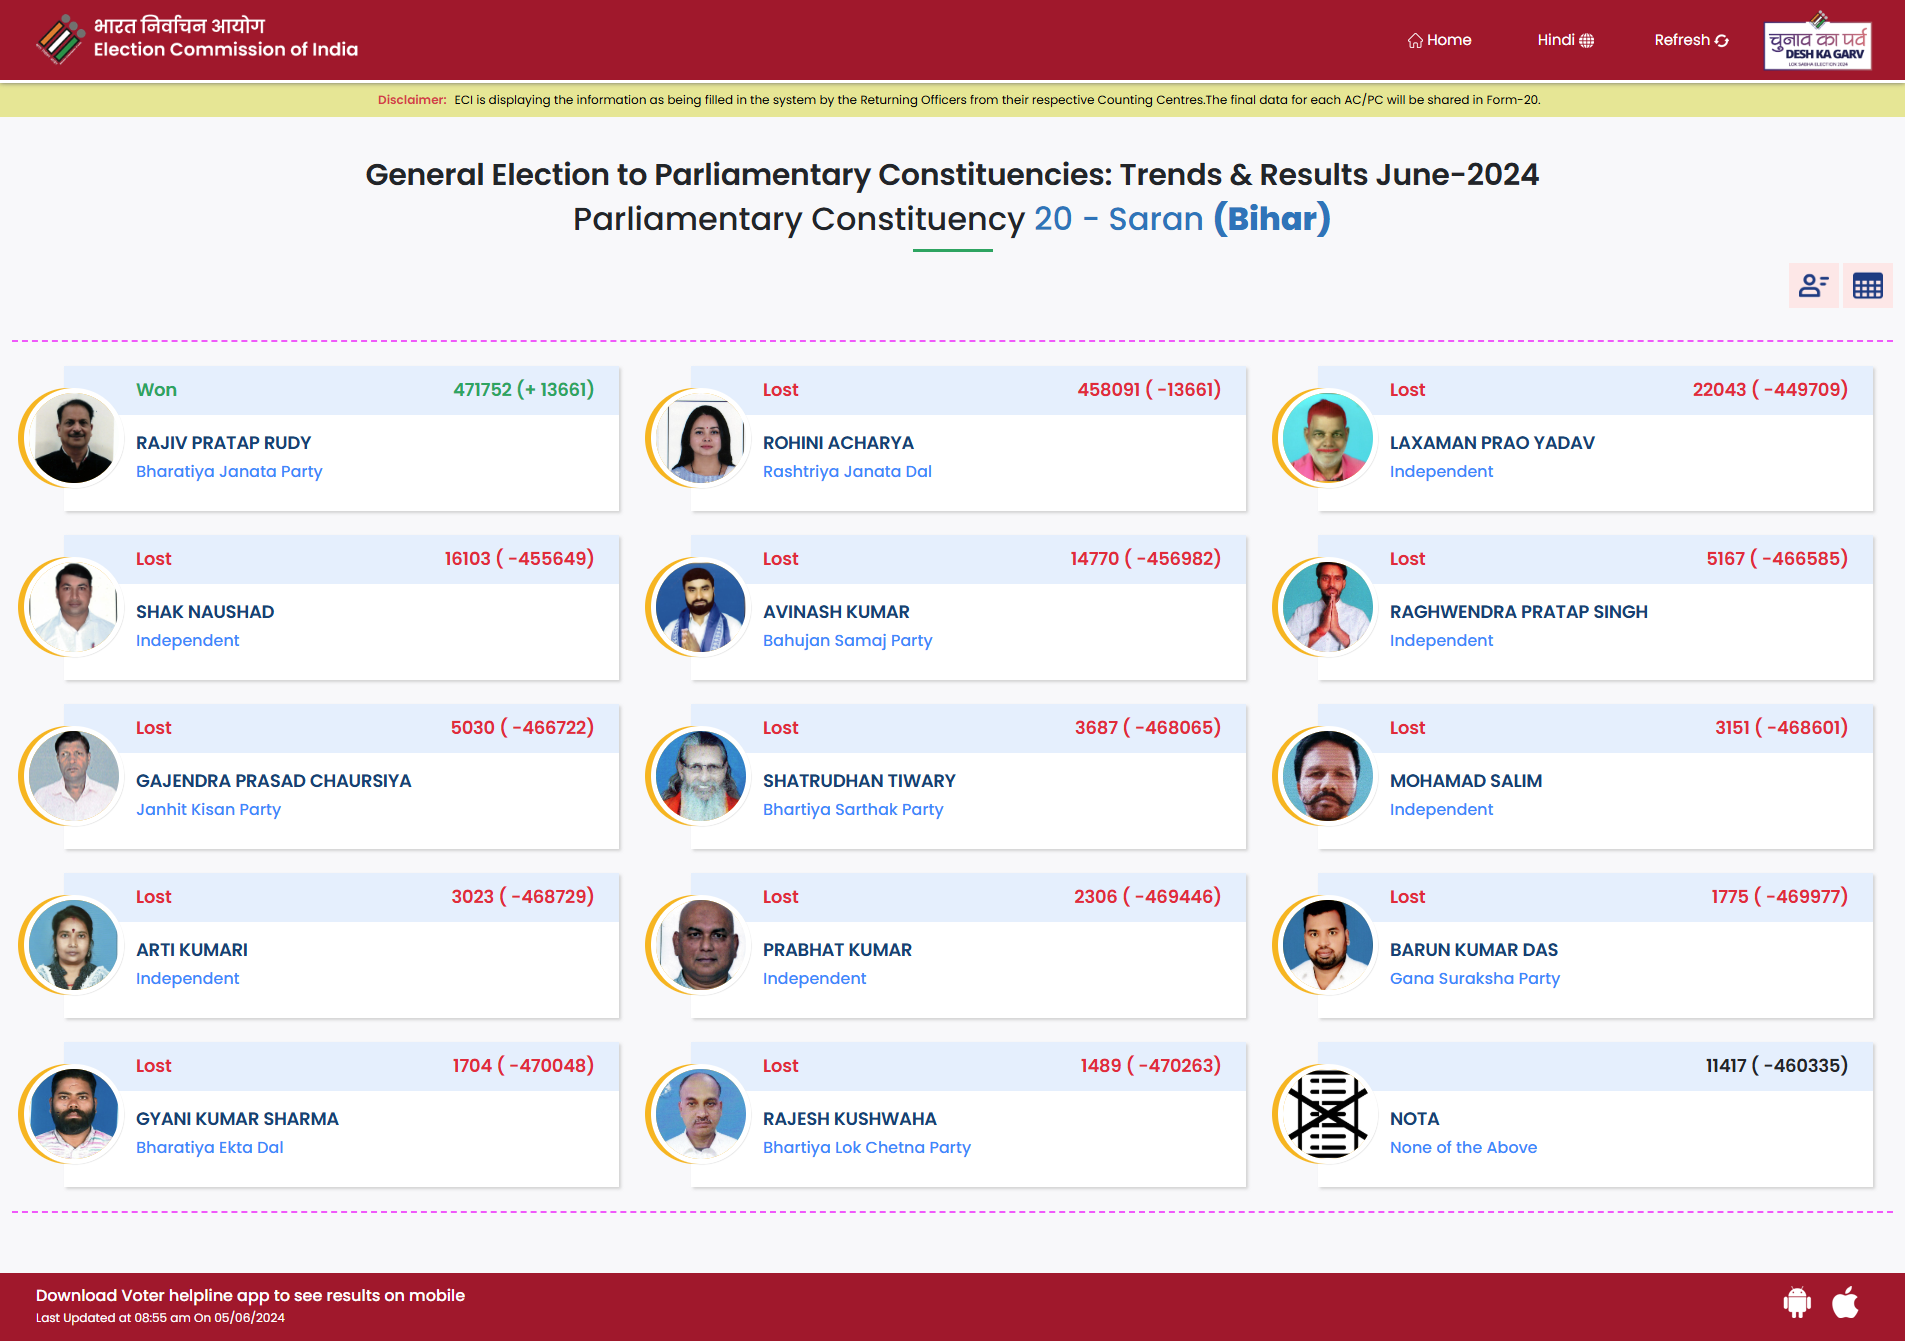 भारत निर्वाचन आयोग
Election Commission of India
Home
Hindi
Refresh
चुनाव का पर्व
DESH KA GARV
LOK SABHA ELECTION 2024
Disclaimer: ECI is displaying the information as being filled in the system by the Returning Officers from their respective Counting Centres.The final data for each AC/PC will be shared in Form-20.
General Election to Parliamentary Constituencies: Trends & Results June-2024
Parliamentary Constituency 20 - Saran (Bihar)
Won 471752 (+ 13661)
RAJIV PRATAP RUDY
Bharatiya Janata Party
Lost 458091 ( -13661)
ROHINI ACHARYA
Rashtriya Janata Dal
Lost 22043 ( -449709)
LAXAMAN PRAO YADAV
Independent
Lost 16103 ( -455649)
SHAK NAUSHAD
Independent
Lost 14770 ( -456982)
AVINASH KUMAR
Bahujan Samaj Party
Lost 5167 ( -466585)
RAGHWENDRA PRATAP SINGH
Independent
Lost 5030 ( -466722)
GAJENDRA PRASAD CHAURSIYA
Janhit Kisan Party
Lost 3687 ( -468065)
SHATRUDHAN TIWARY
Bhartiya Sarthak Party
Lost 3151 ( -468601)
MOHAMAD SALIM
Independent
Lost 3023 ( -468729)
ARTI KUMARI
Independent
Lost 2306 ( -469446)
PRABHAT KUMAR
Independent
Lost 1775 ( -469977)
BARUN KUMAR DAS
Gana Suraksha Party
Lost 1704 ( -470048)
GYANI KUMAR SHARMA
Bharatiya Ekta Dal
Lost 1489 ( -470263)
RAJESH KUSHWAHA
Bhartiya Lok Chetna Party
11417 ( -460335)
NOTA
None of the Above
Download Voter helpline app to see results on mobile
Last Updated at 08:55 am On 05/06/2024